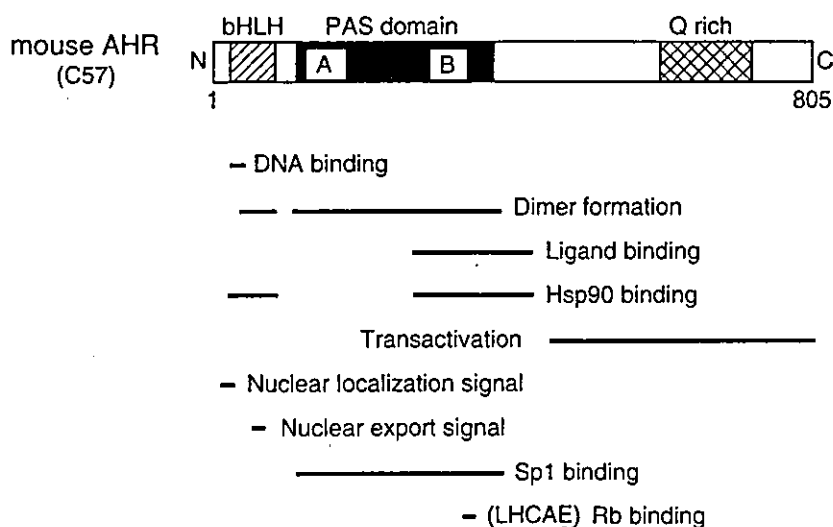 bHLH PAS domain Q rich
mouse AHR
(C57)
N A B C
1 805
DNA binding
Dimer formation
Ligand binding
Hsp90 binding
Transactivation
Nuclear localization signal
Nuclear export signal
Sp1 binding
(LHCAE) Rb binding